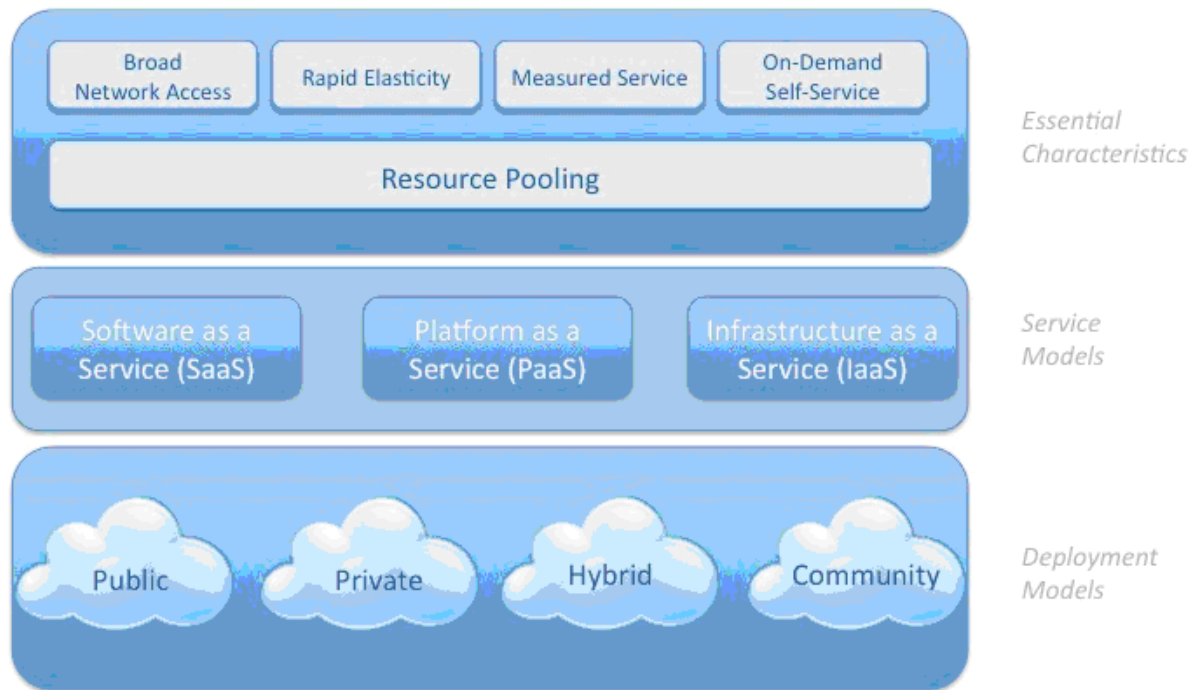 Broad
Network Access
Rapid Elasticity
Measured Service
On-Demand
Self-Service
Resource Pooling
Essential
Characteristics
Software as a
Service (SaaS)
Platform as a
Service (PaaS)
Infrastructure as a
Service (IaaS)
Service
Models
Public
Private
Hybrid
Community
Deployment
Models